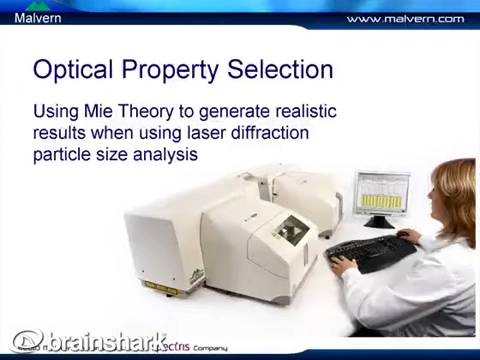 Malvern
www.malvern.com
Optical Property Selection
Using Mie Theory to generate realistic
results when using laser diffraction
particle size analysis
brainshark
Company